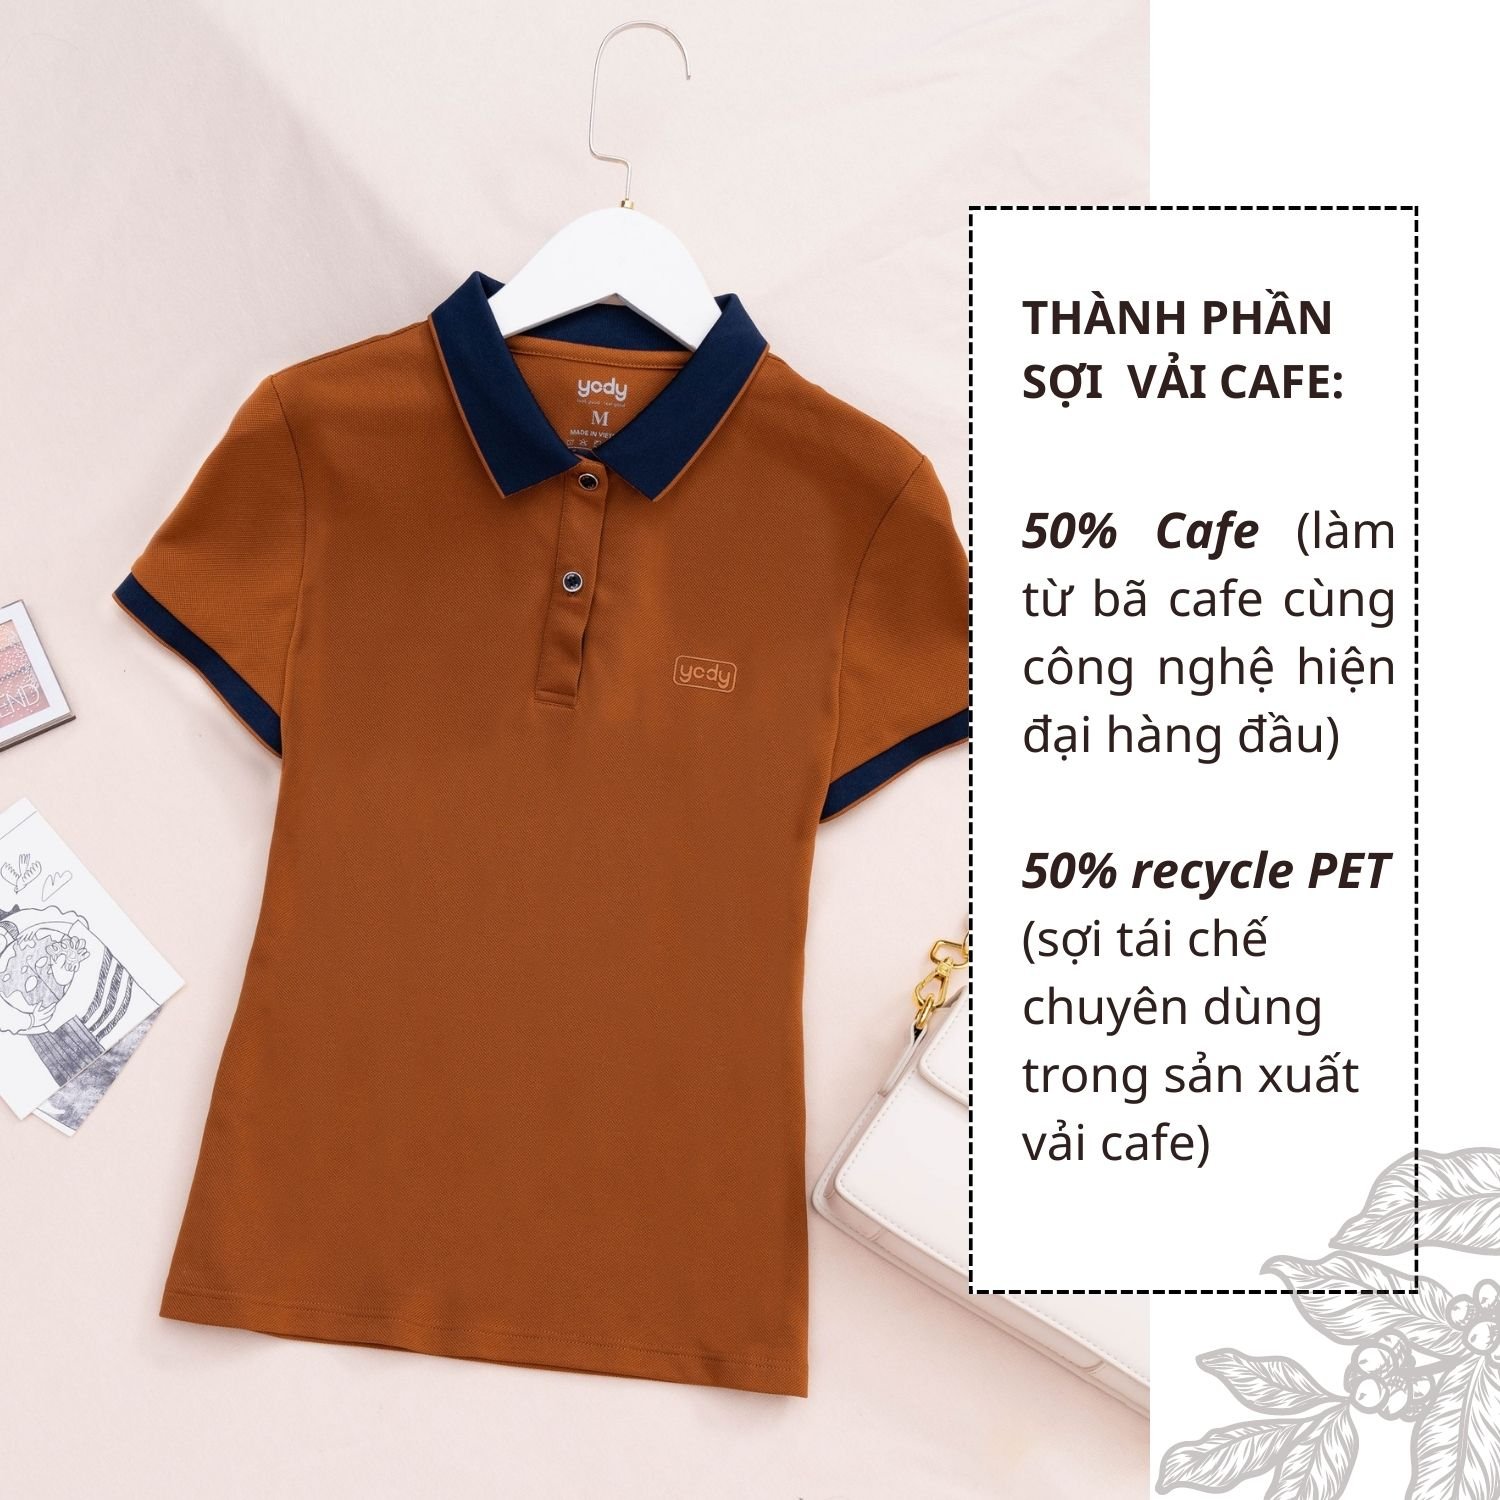 yody
M
MADE IN VIET
yody
END
THÀNH PHẦN
SỢI VẢI CAFE:
50% Cafe (làm
từ bã cafe cùng
công nghệ hiện
đại hàng đầu)
50% recycle PET
(sợi tái chế
chuyên dùng
trong sản xuất
vải cafe)